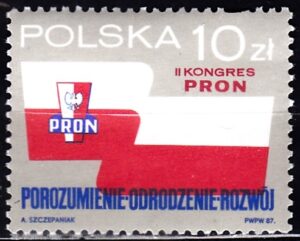 POLSKA 10 zł
II KONGRES
PRON
PRON
POROZUMIENIE-ODRODZENIE-ROZWÓJ
A. SZCZEPANIAK PWPW 87.